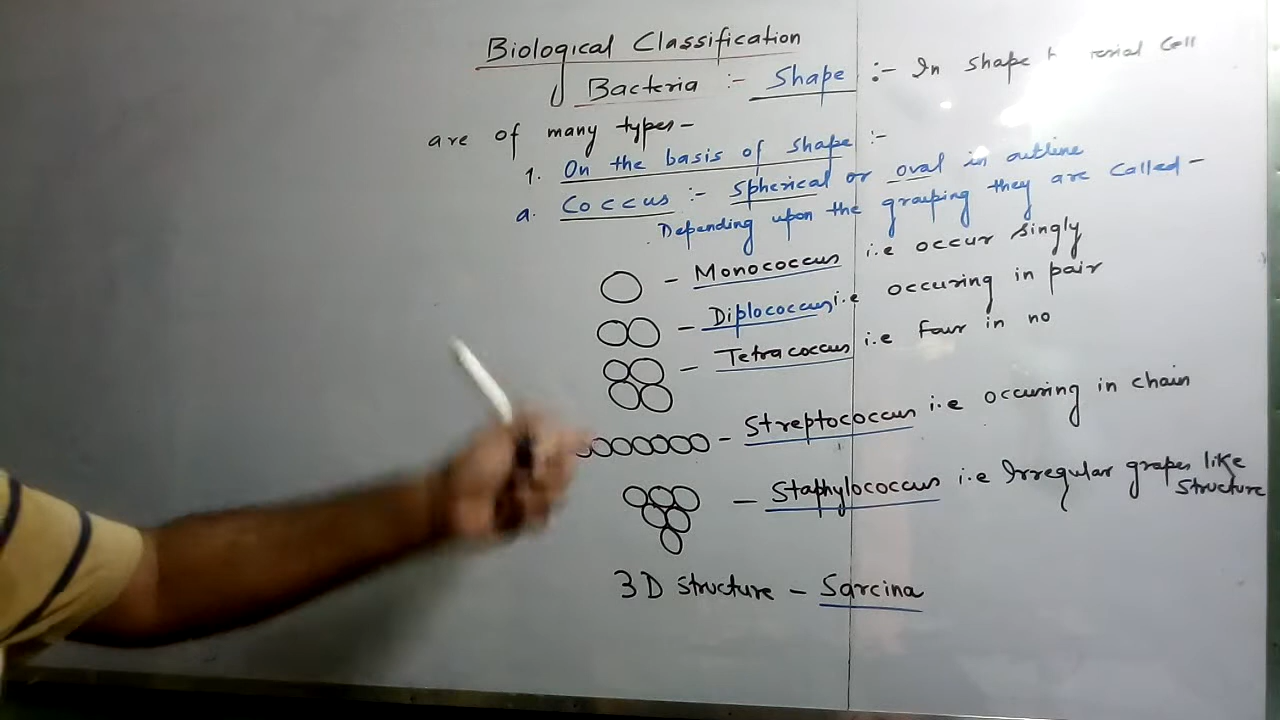 Biological Classification
Bacteria :- Shape :- In shape cell
are of many types-
1. On the basis of shape :-
a. Coccus :- Spherical or oval in outline
Depending upon the grouping they are called-
- Monococcus i.e occur singly
- Diplococcus i.e occuring in pair
- Tetracoccus i.e four in no
- Streptococcus i.e occuring in chain
- Staphylococcus i.e Irregular grapes like
structure
3D structure - Sarcina